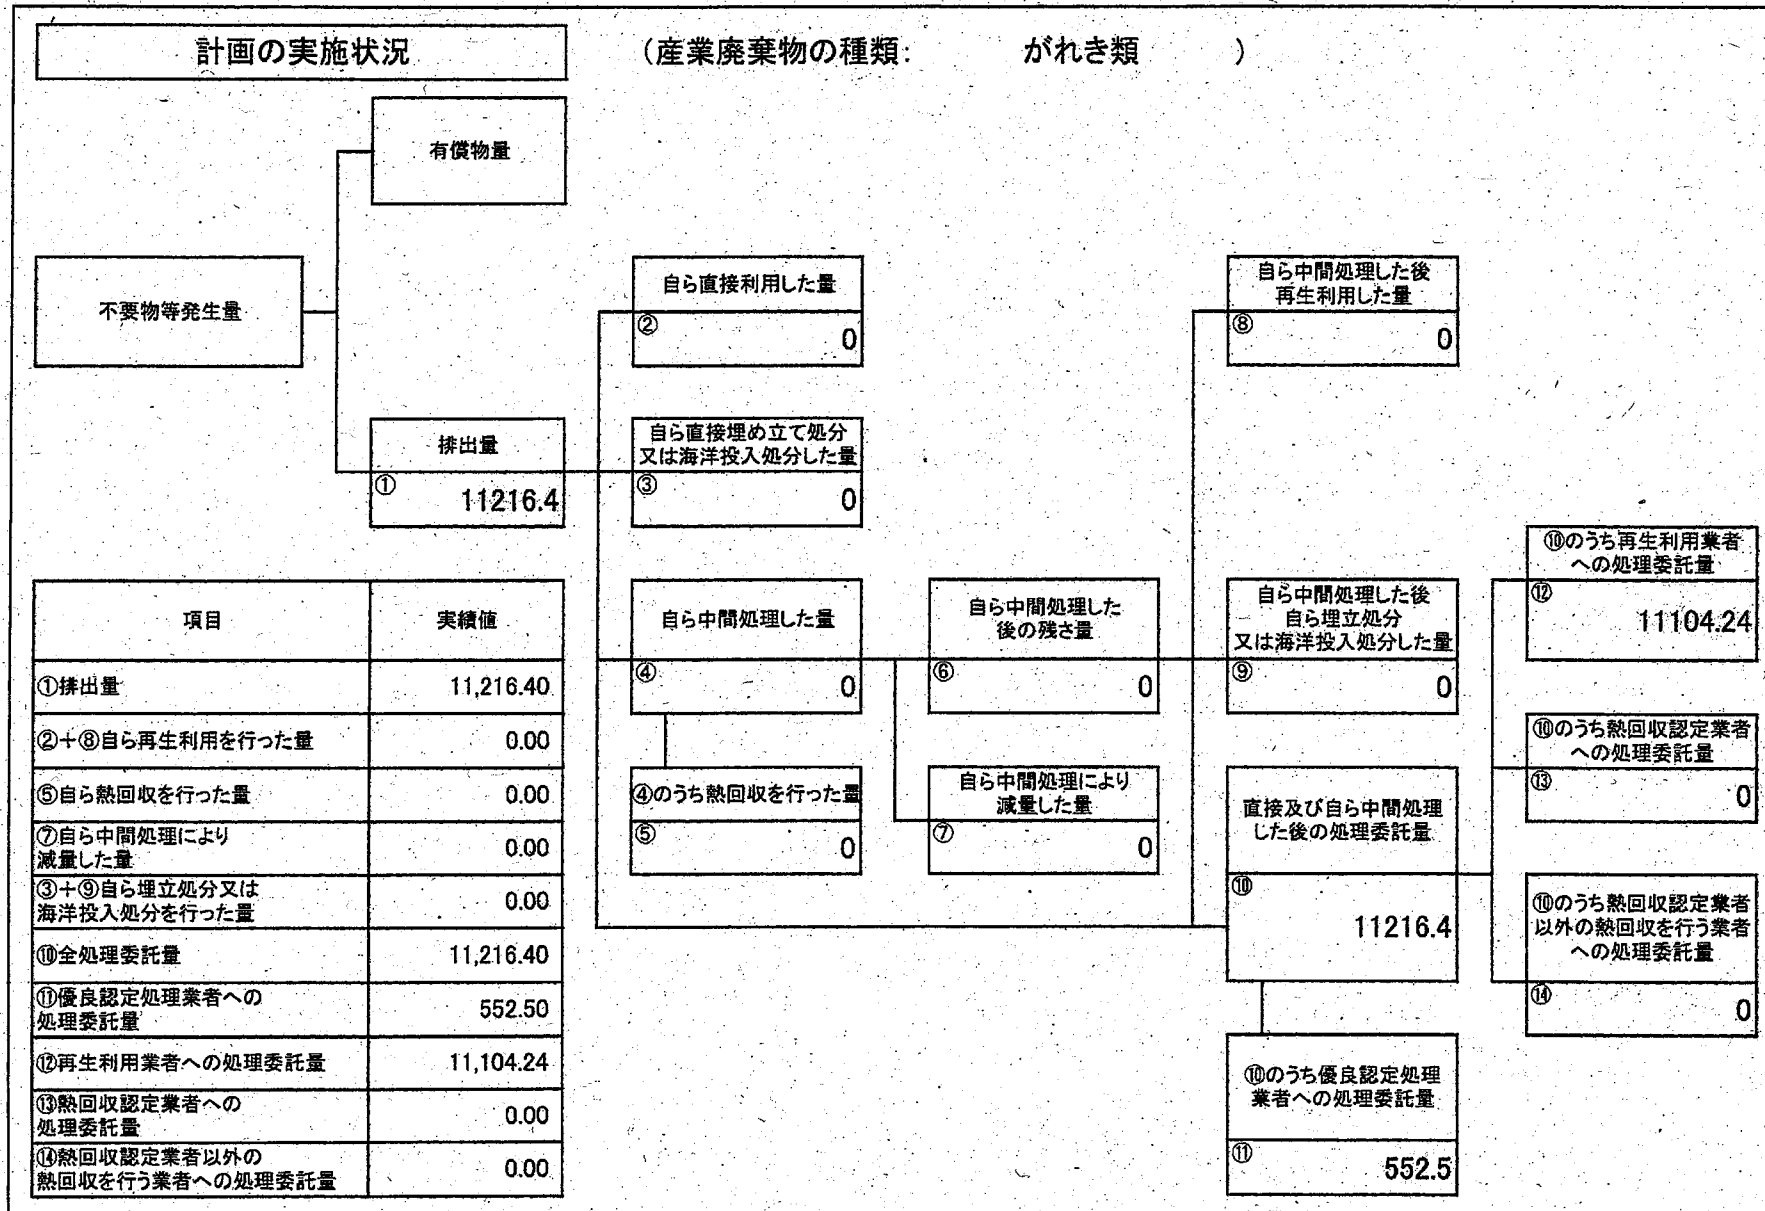 計画の実施状況
（産業廃棄物の種類：　がれき類　）
有償物量
不要物等発生量
自ら直接利用した量
②
0
自ら中間処理した後
再生利用した量
⑧
0
排出量
①
11216.4
自ら直接埋め立て処分
又は海洋投入処分した量
③
0
⑩のうち再生利用業者
への処理委託量
⑫
11104.24
自ら中間処理した量
④
0
自ら中間処理した
後の残さ量
⑥
0
自ら中間処理した後
自ら埋立処分
又は海洋投入処分した量
⑨
0
⑩のうち熱回収認定業者
への処理委託量
⑬
0
④のうち熱回収を行った量
⑤
0
自ら中間処理により
減量した量
⑦
0
直接及び自ら中間処理
した後の処理委託量
⑩
11216.4
⑩のうち熱回収認定業者
以外の熱回収を行う業者
への処理委託量
⑭
0
⑩のうち優良認定処理
業者への処理委託量
⑪
552.5
項目 実績値
①排出量 11,216.40
②＋⑧自ら再生利用を行った量 0.00
⑤自ら熱回収を行った量 0.00
⑦自ら中間処理により
減量した量 0.00
③＋⑨自ら埋立処分又は
海洋投入処分を行った量 0.00
⑩全処理委託量 11,216.40
⑪優良認定処理業者への
処理委託量 552.50
⑫再生利用業者への処理委託量 11,104.24
⑬熱回収認定業者への
処理委託量 0.00
⑭熱回収認定業者以外の
熱回収を行う業者への処理委託量 0.00